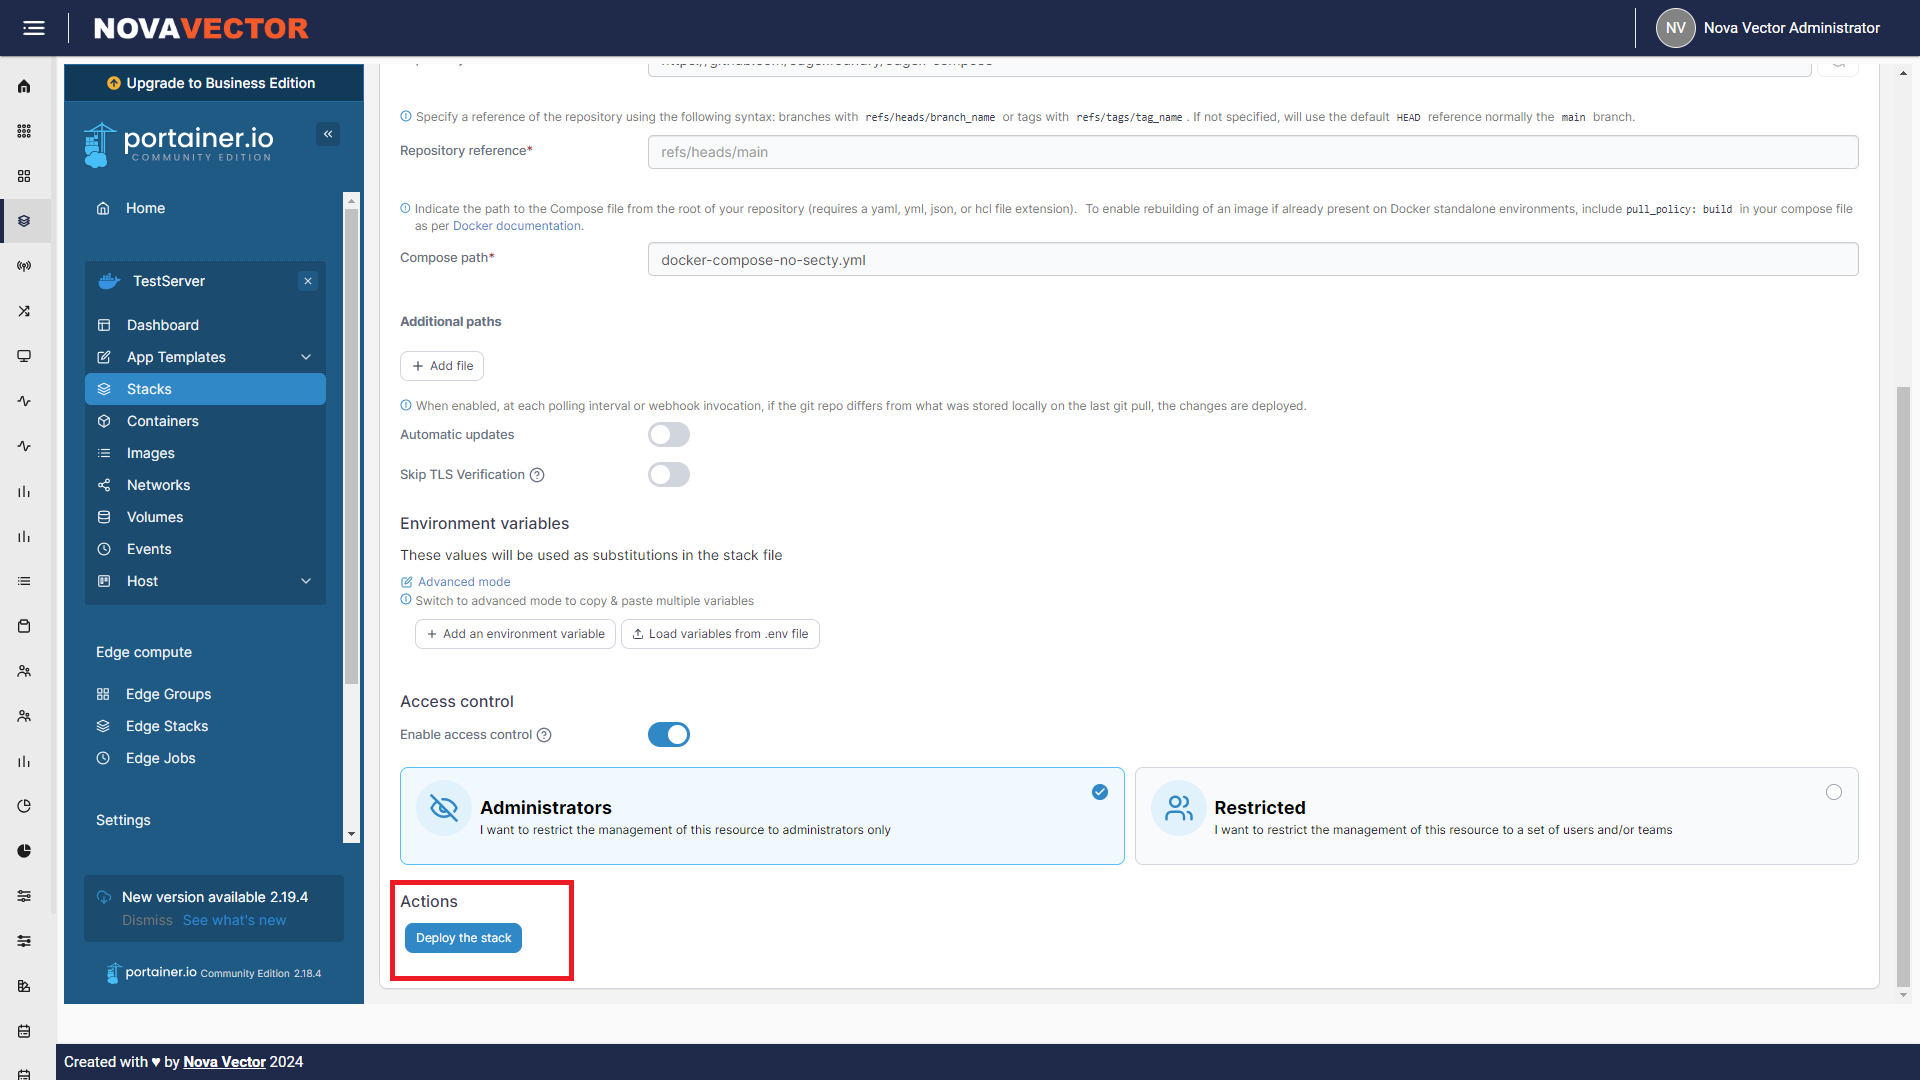 NOVAVECTOR
NV Nova Vector Administrator
Upgrade to Business Edition
portainer.io
COMMUNITY EDITION
Home
TestServer
Dashboard
App Templates
Stacks
Containers
Images
Networks
Volumes
Events
Host
Edge compute
Edge Groups
Edge Stacks
Edge Jobs
Settings
New version available 2.19.4
Dismiss See what's new
portainer.io Community Edition 2.18.4
Specify a reference of the repository using the following syntax: branches with refs/heads/branch_name or tags with refs/tags/tag_name . If not specified, will use the default HEAD reference normally the main branch.
Repository reference*
refs/heads/main
Indicate the path to the Compose file from the root of your repository (requires a yaml, yml, json, or hcl file extension). To enable rebuilding of an image if already present on Docker standalone environments, include pull_policy: build in your compose file
as per Docker documentation.
Compose path*
docker-compose-no-secty.yml
Additional paths
Add file
When enabled, at each polling interval or webhook invocation, if the git repo differs from what was stored locally on the last git pull, the changes are deployed.
Automatic updates
Skip TLS Verification
Environment variables
These values will be used as substitutions in the stack file
Advanced mode
Switch to advanced mode to copy & paste multiple variables
Add an environment variable
Load variables from .env file
Access control
Enable access control
Administrators
I want to restrict the management of this resource to administrators only
Restricted
I want to restrict the management of this resource to a set of users and/or teams
Actions
Deploy the stack
Created with ♥ by Nova Vector 2024